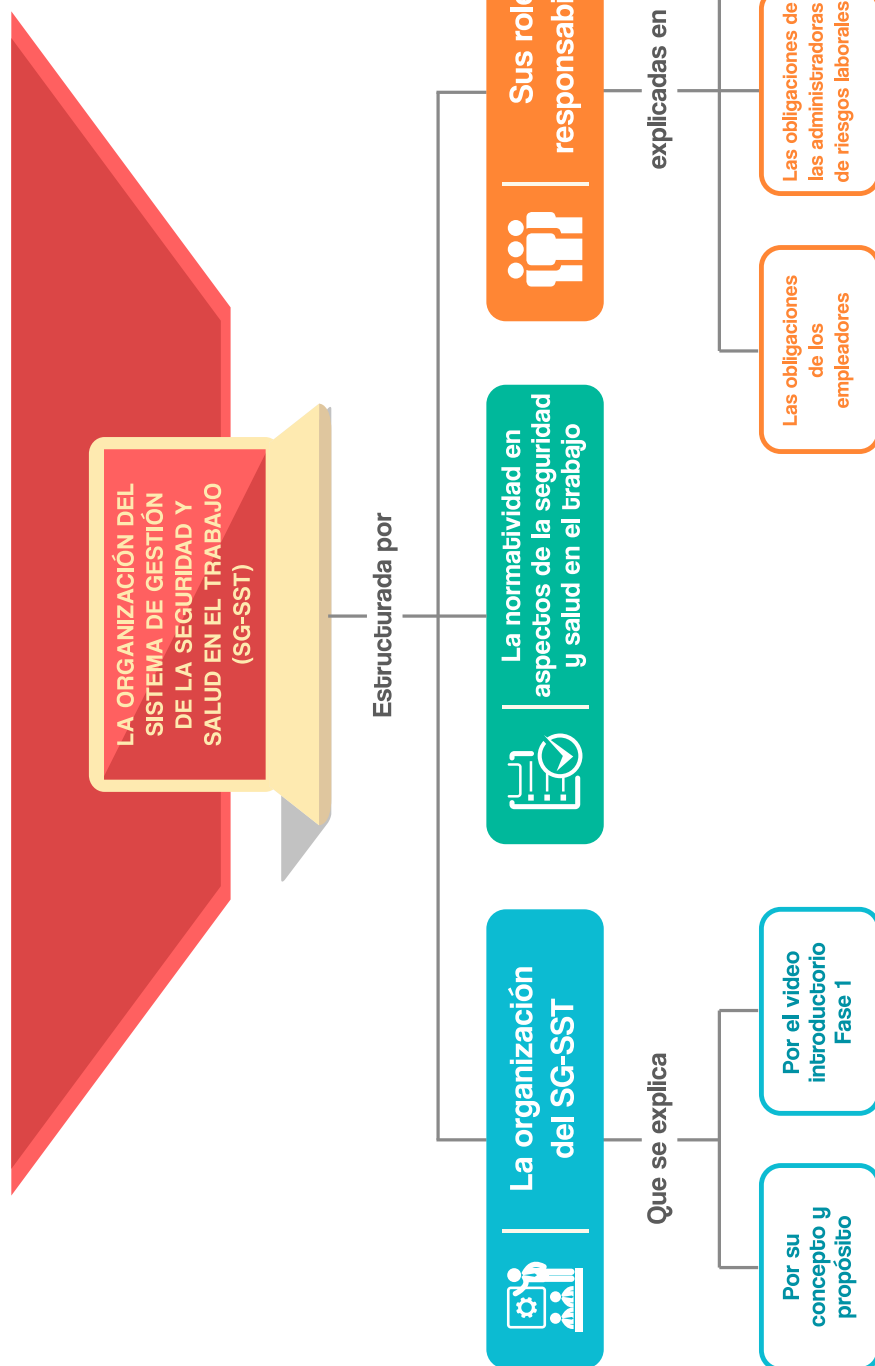 LA ORGANIZACIÓN DEL
SISTEMA DE GESTIÓN
DE LA SEGURIDAD Y
SALUD EN EL TRABAJO
(SG-SST)
Estructurada por
La organización
del SG-SST
La normatividad en
aspectos de la seguridad
y salud en el trabajo
Sus
Que se explica
explicadas en
Por su
concepto y
propósito
Por el video
introductorio
Fase 1
Las obligaciones
de los
empleadores
Las obligaciones de
las administradoras
de riesgos laborales